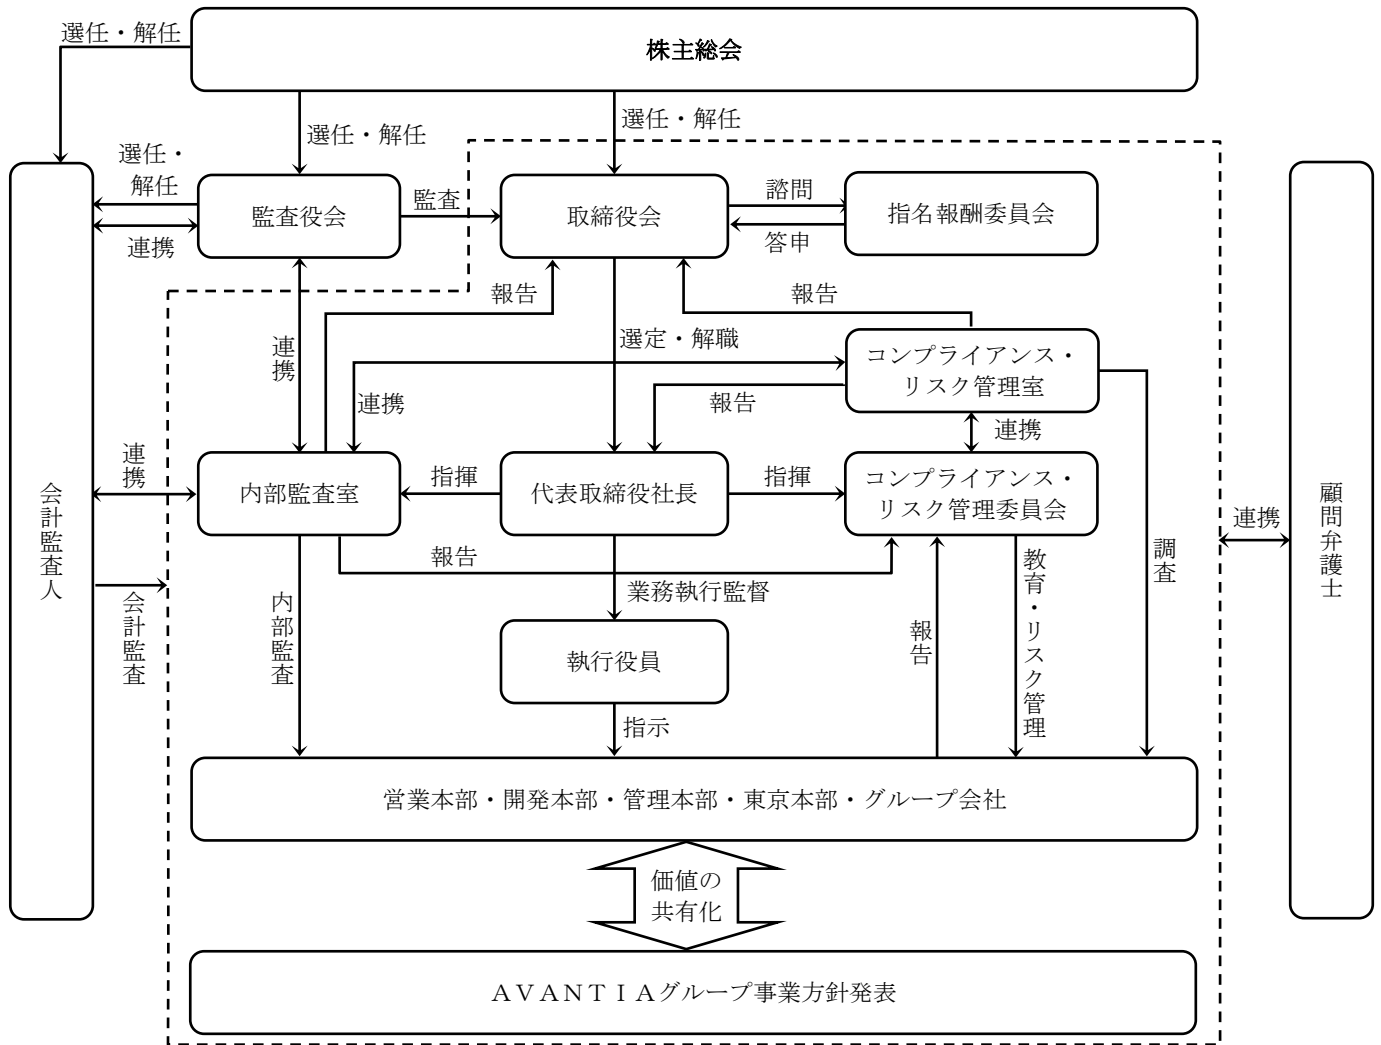 選任・解任
株主総会
選任・解任
選任・解任
選任・
解任
監査役会
監査
取締役会
諮問
答申
指名報酬委員会
連携
報告
報告
連携
選定・解職
コンプライアンス・
リスク管理室
連携
報告
連携
連携
内部監査室
指揮
代表取締役社長
指揮
コンプライアンス・
リスク管理委員会
会計監査人
顧問弁護士
連携
報告
業務執行監督
教育・リスク管理
調査
会計監査
内部監査
執行役員
報告
指示
営業本部・開発本部・管理本部・東京本部・グループ会社
価値の
共有化
ＡＶＡＮＴＩＡグループ事業方針発表